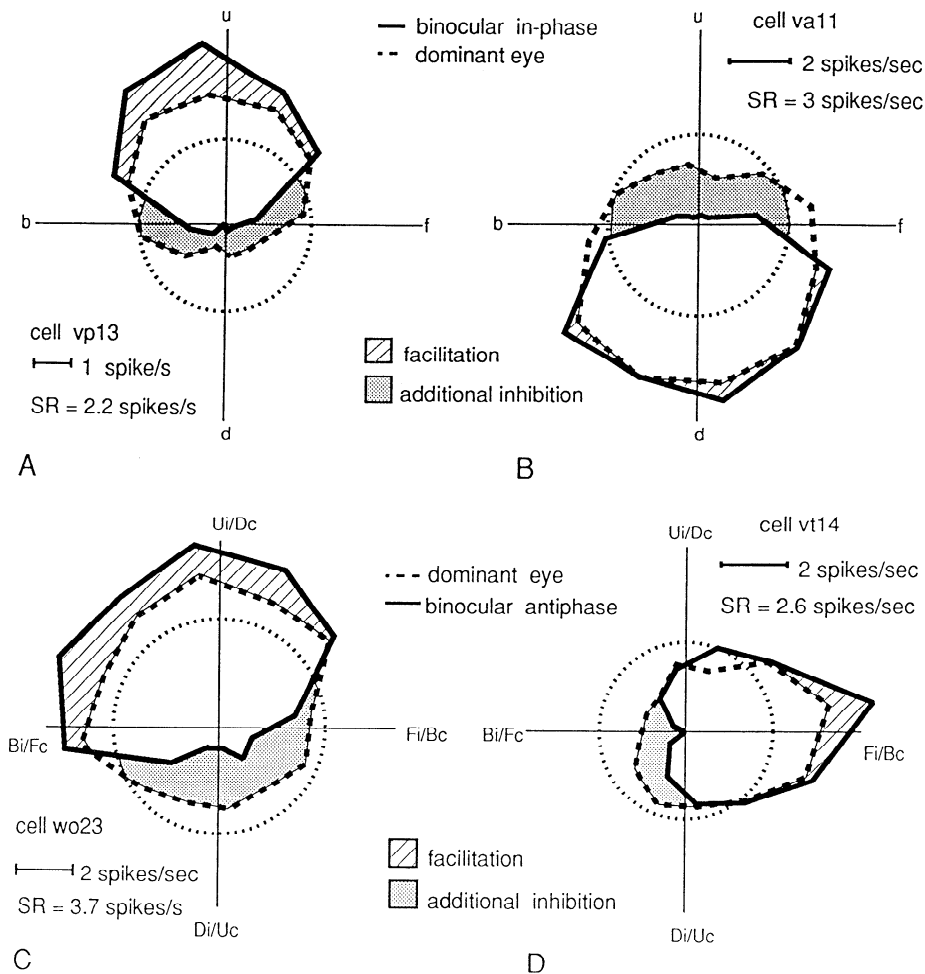 u
binocular in-phase
dominant eye
b
f
cell vp13
1 spike/s
SR = 2.2 spikes/s
d
A
facilitation
additional inhibition
u
cell va11
2 spikes/sec
SR = 3 spikes/sec
b
f
d
B
Ui/Dc
dominant eye
binocular antiphase
Bi/Fc
Fi/Bc
cell wo23
2 spikes/sec
SR = 3.7 spikes/s
Di/Uc
C
facilitation
additional inhibition
Ui/Dc
cell vt14
2 spikes/sec
SR = 2.6 spikes/sec
Bi/Fc
Fi/Bc
Di/Uc
D